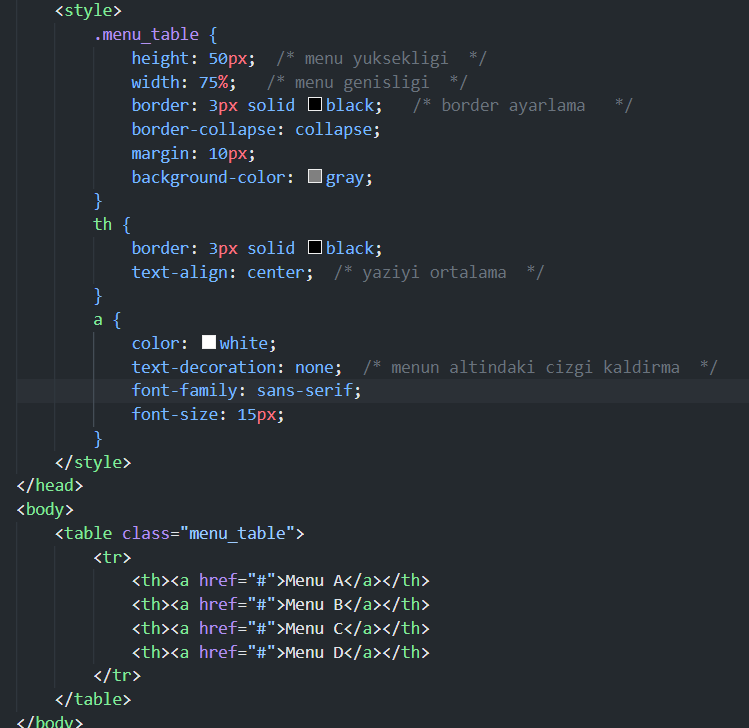 <style>
.menu_table {
height: 50px;  /* menu yuksekligi  */
width: 75%;   /* menu genisligi  */
border: 3px solid black;   /* border ayarlama   */
border-collapse: collapse;
margin: 10px;
background-color: gray;
}
th {
border: 3px solid black;
text-align: center;  /* yaziyi ortalama  */
}
a {
color: white;
text-decoration: none;  /* menun altindaki cizgi kaldirma  */
font-family: sans-serif;
font-size: 15px;
}
</style>
</head>
<body>
<table class="menu_table">
<tr>
<th><a href="#">Menu A</a></th>
<th><a href="#">Menu B</a></th>
<th><a href="#">Menu C</a></th>
<th><a href="#">Menu D</a></th>
</tr>
</table>
</body>